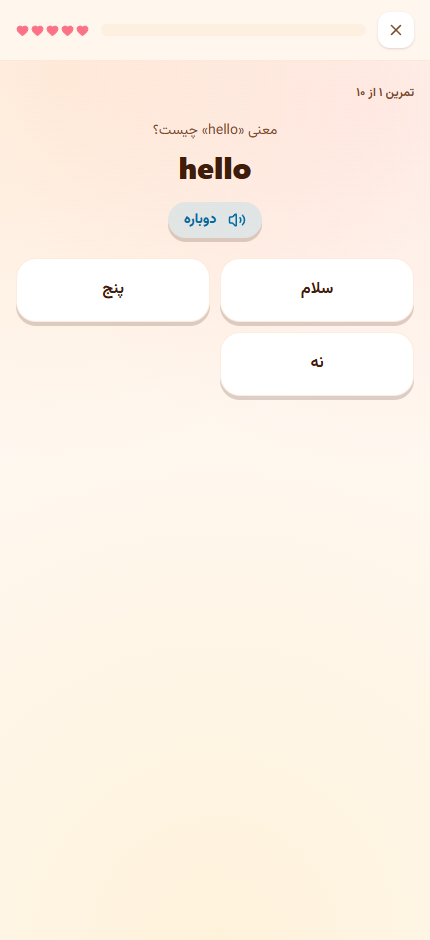 تمرین ۱ از ۱۰
معنی «hello» چیست؟
hello
دوباره
سلام
پنج
نه